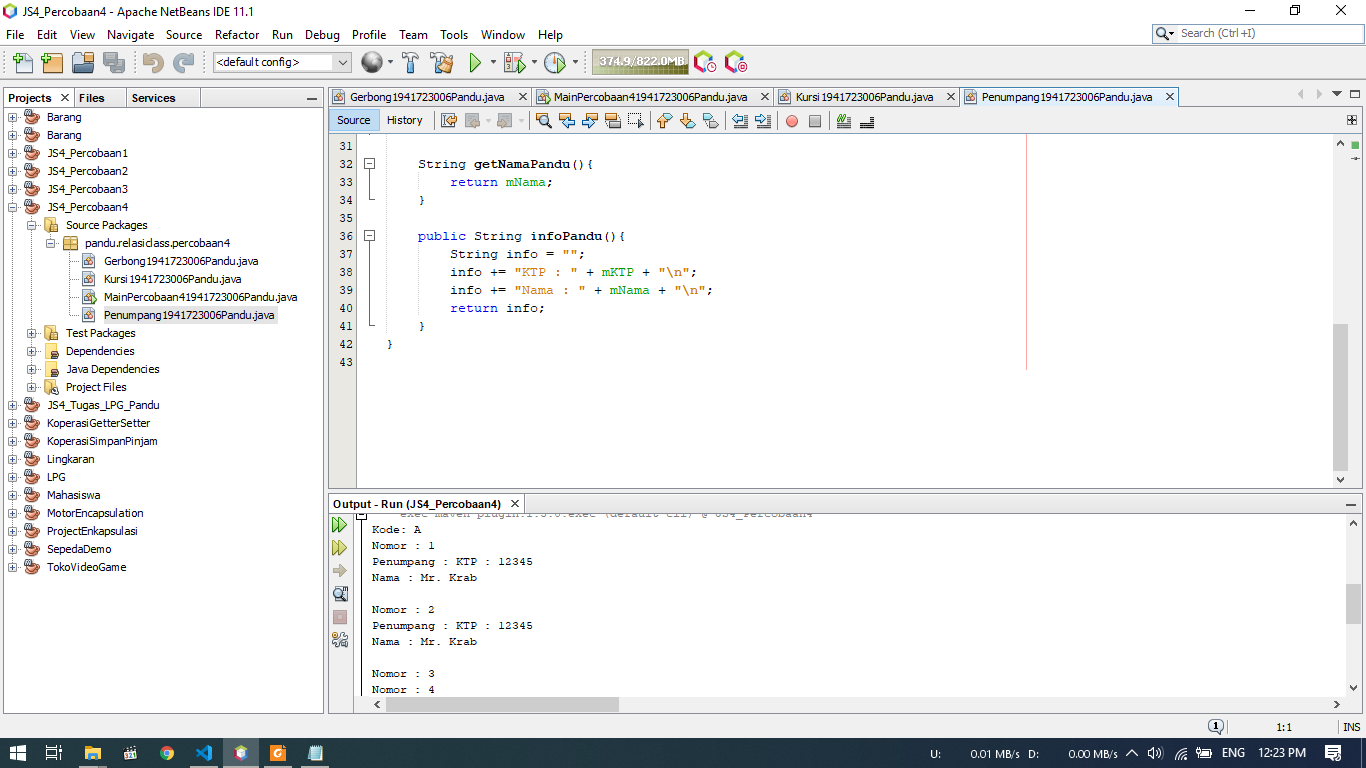 JS4_Percobaan4 - Apache NetBeans IDE 11.1
File Edit View Navigate Source Refactor Run Debug Profile Team Tools Window Help
Search (Ctrl+I)
<default config>
374.9/822.0MB
Projects Files Services
Barang
Barang
JS4_Percobaan1
JS4_Percobaan2
JS4_Percobaan3
JS4_Percobaan4
Source Packages
pandu.relasiclass.percobaan4
Gerbong1941723006Pandu.java
Kursi1941723006Pandu.java
MainPercobaan41941723006Pandu.java
Penumpang1941723006Pandu.java
Test Packages
Dependencies
Java Dependencies
Project Files
JS4_Tugas_LPG_Pandu
KoperasiGetterSetter
KoperasiSimpanPinjam
Lingkaran
LPG
Mahasiswa
MotorEncapsulation
ProjectEnkapsulasi
SepedaDemo
TokoVideoGame
Gerbong1941723006Pandu.java MainPercobaan41941723006Pandu.java Kursi1941723006Pandu.java Penumpang1941723006Pandu.java
Source History
31
32 String getNamaPandu(){
33 return mNama;
34 }
35
36 public String infoPandu(){
37 String info = "";
38 info += "KTP : " + mKTP + "\n";
39 info += "Nama : " + mNama + "\n";
40 return info;
41 }
42 }
43
Output - Run (JS4_Percobaan4)
Kode: A
Nomor : 1
Penumpang : KTP : 12345
Nama : Mr. Krab
Nomor : 2
Penumpang : KTP : 12345
Nama : Mr. Krab
Nomor : 3
Nomor : 4
1 1:1 INS
U: 0.01 MB/s D: 0.00 MB/s ENG 12:23 PM